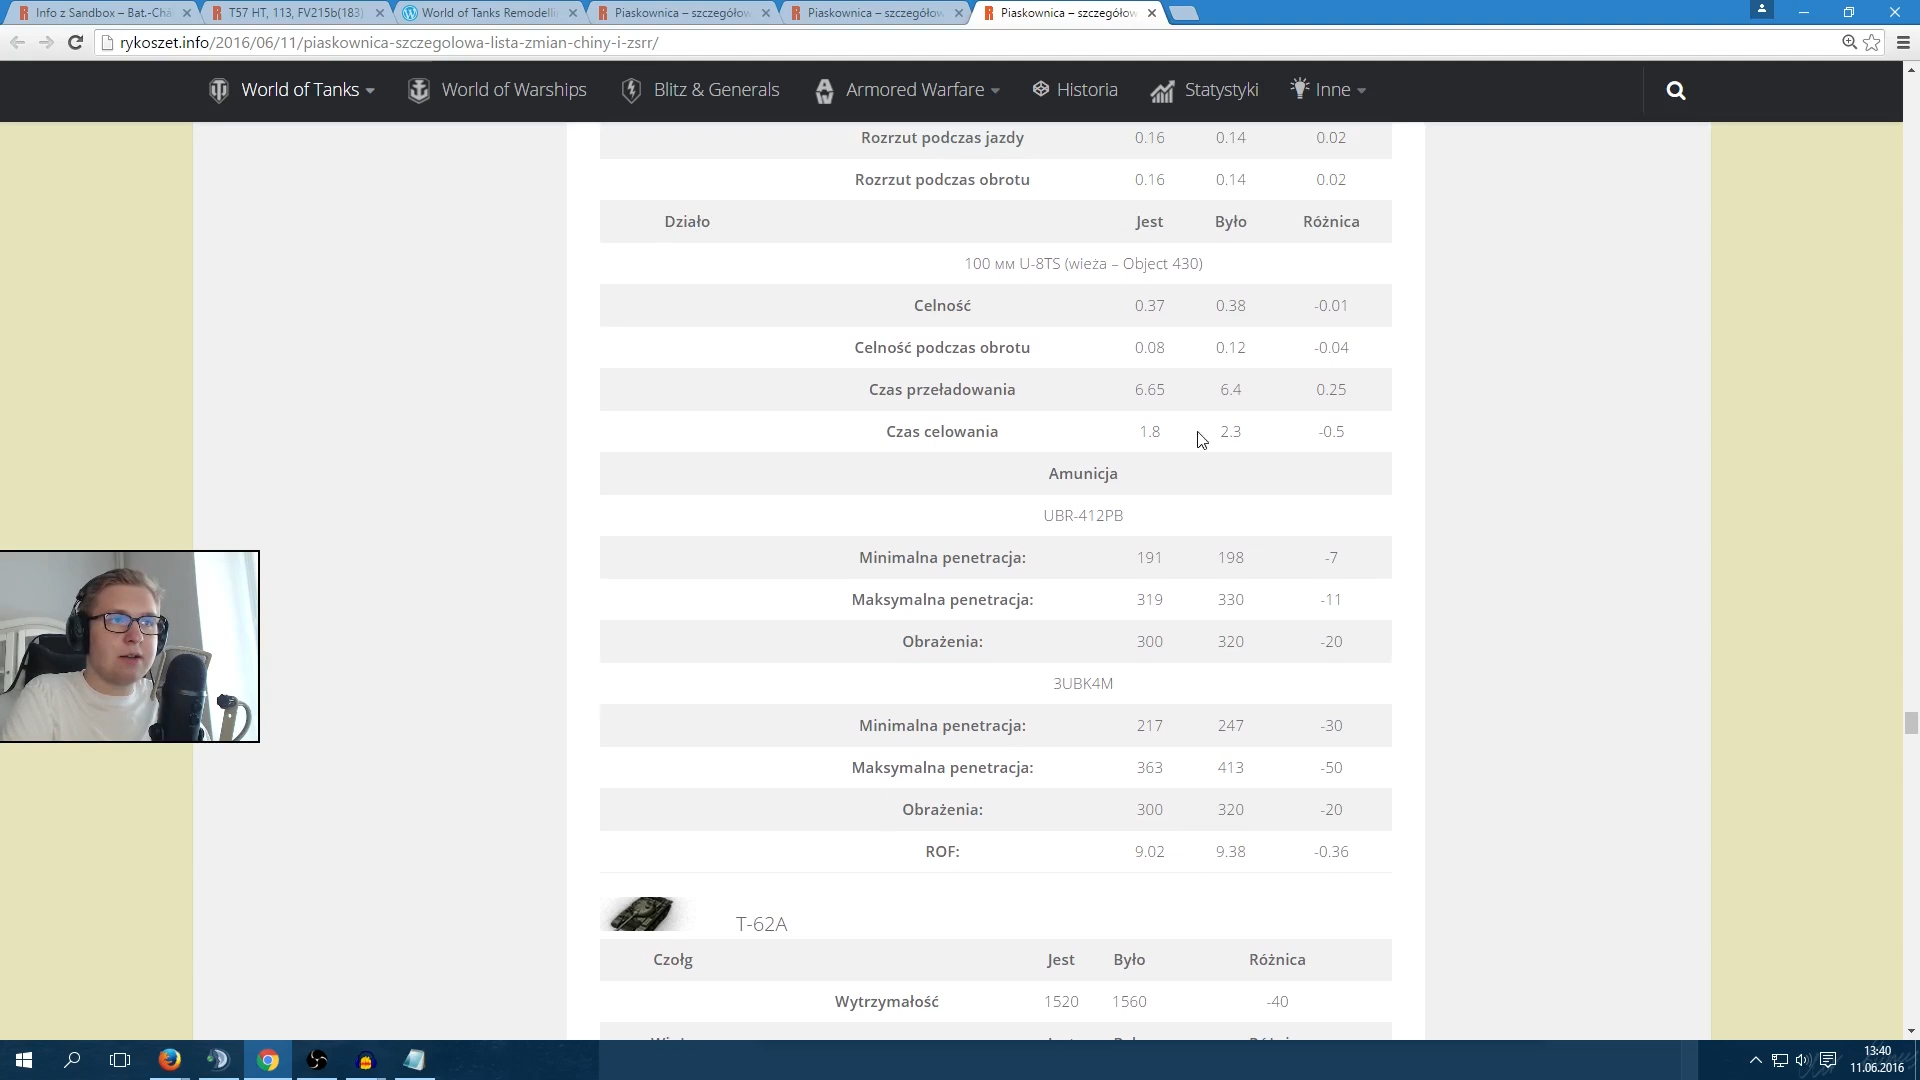 Info z Sandbox – Bat.-Châ
T57 HT, 113, FV215b(183)
World of Tanks Remodelli
Piaskownica – szczegółow
Piaskownica – szczegółow
Piaskownica – szczegółow
rykoszet.info/2016/06/11/piaskownica-szczegolowa-lista-zmian-chiny-i-zsrr/
World of Tanks World of Warships Blitz & Generals Armored Warfare Historia Statystyki Inne
Rozrzut podczas jazdy 0.16 0.14 0.02
Rozrzut podczas obrotu 0.16 0.14 0.02
Działo Jest Było Różnica
100 мм U-8TS (wieża – Object 430)
Celność 0.37 0.38 -0.01
Celność podczas obrotu 0.08 0.12 -0.04
Czas przeładowania 6.65 6.4 0.25
Czas celowania 1.8 2.3 -0.5
Amunicja
UBR-412PB
Minimalna penetracja: 191 198 -7
Maksymalna penetracja: 319 330 -11
Obrażenia: 300 320 -20
3UBK4M
Minimalna penetracja: 217 247 -30
Maksymalna penetracja: 363 413 -50
Obrażenia: 300 320 -20
ROF: 9.02 9.38 -0.36
T-62A
Czołg Jest Było Różnica
Wytrzymałość 1520 1560 -40
13:40
11.06.2016